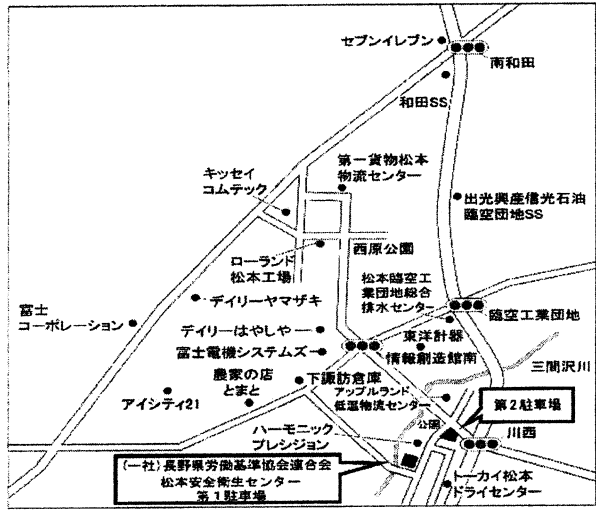 セブンイレブン
南和田
和田SS
第一貨物松本
物流センター
キッセイ
コムテック
出光興産信光石油
臨空団地SS
西原公園
ローランド
松本工場
松本臨空工
業団地総合
排水センター
デイリーヤマザキ
臨空工業団地
富士
コーポレーション
デイリーはやしや
東洋計器
情報創造館南
富士電機システムズ
三間沢川
農家の店
とまと
下諏訪倉庫
アイシティ21
アップルランド
低温物流センター
第2駐車場
公園
ハーモニック
プレシジョン
川西
(一社)長野県労働基準協会連合会
松本安全衛生センター
第1駐車場
トーカイ松本
ドライセンター